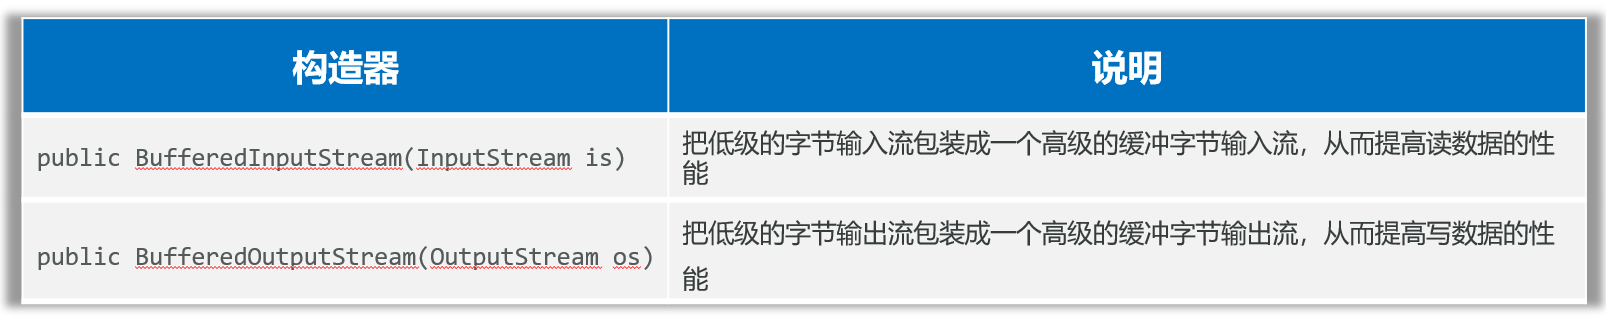 构造器
说明
public BufferedInputStream(InputStream is)
把低级的字节输入流包装成一个高级的缓冲字节输入流，从而提高读数据的性
能
public BufferedOutputStream(OutputStream os)
把低级的字节输出流包装成一个高级的缓冲字节输出流，从而提高写数据的性
能